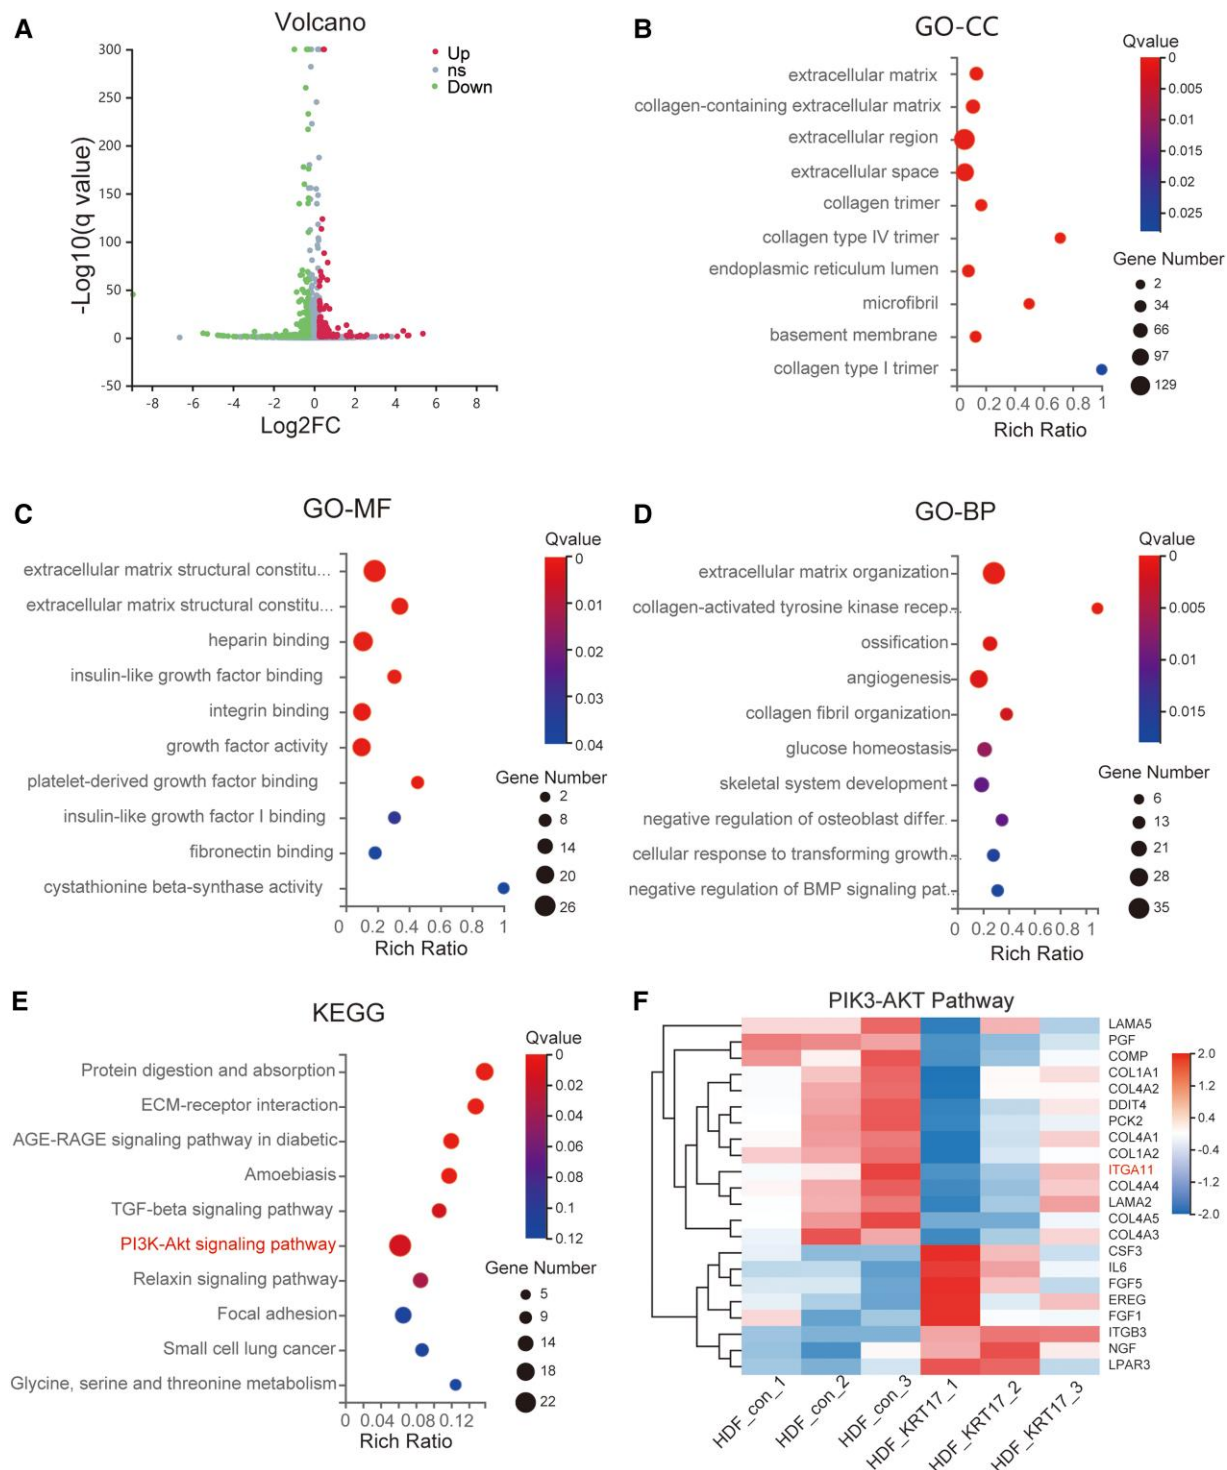 A
Volcano
Up
ns
Down
-Log10(q value)
300
250
200
150
100
50
0
-50
-8
-6
-4
-2
0
2
4
6
8
Log2FC
B
GO-CC
extracellular matrix
collagen-containing extracellular matrix
extracellular region
extracellular space
collagen trimer
collagen type IV trimer
endoplasmic reticulum lumen
microfibril
basement membrane
collagen type I trimer
0 0.2 0.4 0.6 0.8 1
Rich Ratio
Qvalue
0
0.005
0.01
0.015
0.02
0.025
Gene Number
2
34
66
97
129
C
GO-MF
extracellular matrix structural constitu...
extracellular matrix structural constitu...
heparin binding
insulin-like growth factor binding
integrin binding
growth factor activity
platelet-derived growth factor binding
insulin-like growth factor I binding
fibronectin binding
cystathionine beta-synthase activity
0 0.2 0.4 0.6 0.8 1
Rich Ratio
Qvalue
0
0.01
0.02
0.03
0.04
Gene Number
2
8
14
20
26
D
GO-BP
extracellular matrix organization
collagen-activated tyrosine kinase recep...
ossification
angiogenesis
collagen fibril organization
glucose homeostasis
skeletal system development
negative regulation of osteoblast differ.
cellular response to transforming growth...
negative regulation of BMP signaling pat..
0 0.2 0.4 0.6 0.8 1
Rich Ratio
Qvalue
0
0.005
0.01
0.015
Gene Number
6
13
21
28
35
E
KEGG
Protein digestion and absorption
ECM-receptor interaction
AGE-RAGE signaling pathway in diabetic
Amoebiasis
TGF-beta signaling pathway
PI3K-Akt signaling pathway
Relaxin signaling pathway
Focal adhesion
Small cell lung cancer
Glycine, serine and threonine metabolism
0 0.04 0.08 0.12
Rich Ratio
Qvalue
0
0.02
0.04
0.06
0.08
0.1
0.12
Gene Number
5
9
14
18
22
F
PIK3-AKT Pathway
LAMA5
PGF
COMP
COL1A1
COL4A2
DDIT4
PCK2
COL4A1
COL1A2
ITGA11
COL4A4
LAMA2
COL4A5
COL4A3
CSF3
IL6
FGF5
EREG
FGF1
ITGB3
NGF
LPAR3
2.0
1.2
0.4
-0.4
-1.2
-2.0
HDF_con_1
HDF_con_2
HDF_con_3
HDF_KRT17_1
HDF_KRT17_2
HDF_KRT17_3